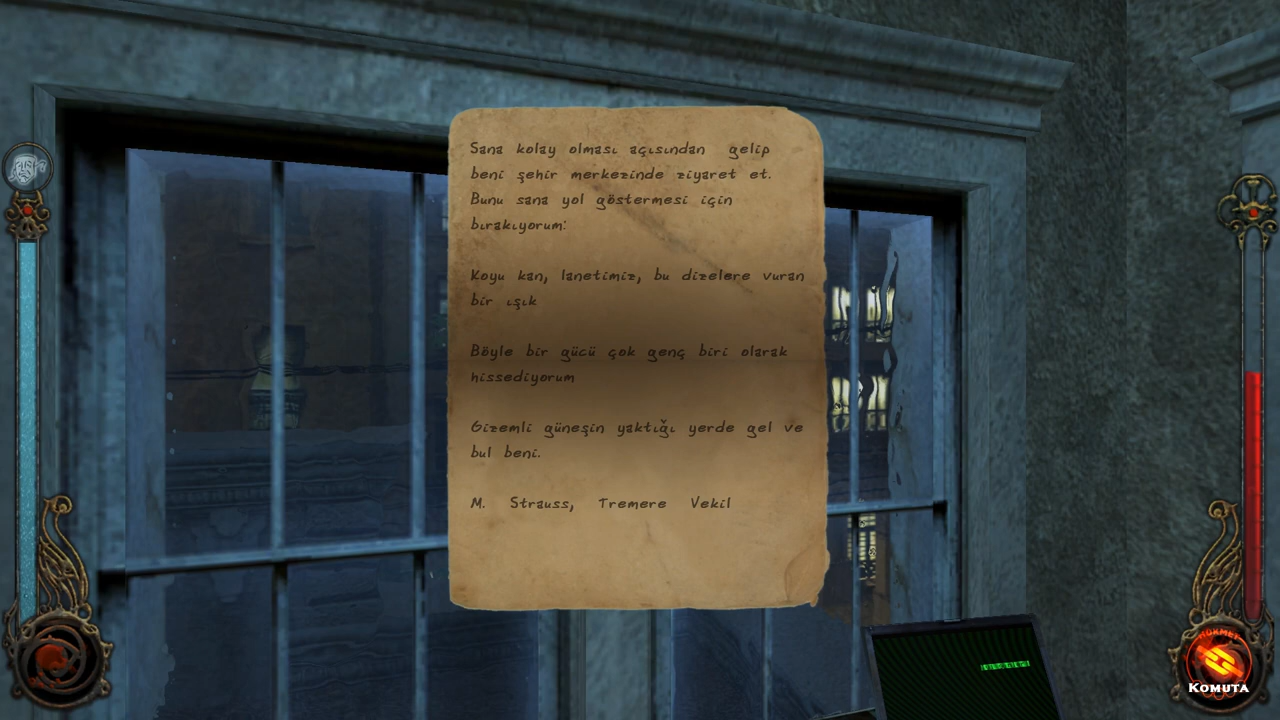 Sana kolay olması açısından gelip
beni şehir merkezinde ziyaret et.
Bunu sana yol göstermesi için
bırakıyorum:
Koyu kan, lanetimiz, bu dizelere vuran
bir ışık
Böyle bir gücü çok genç biri olarak
hissediyorum
Gizemli güneşin yaktığı yerde gel ve
bul beni.
M. Strauss, Tremere Vekil
HÜKMET
KOMUTA